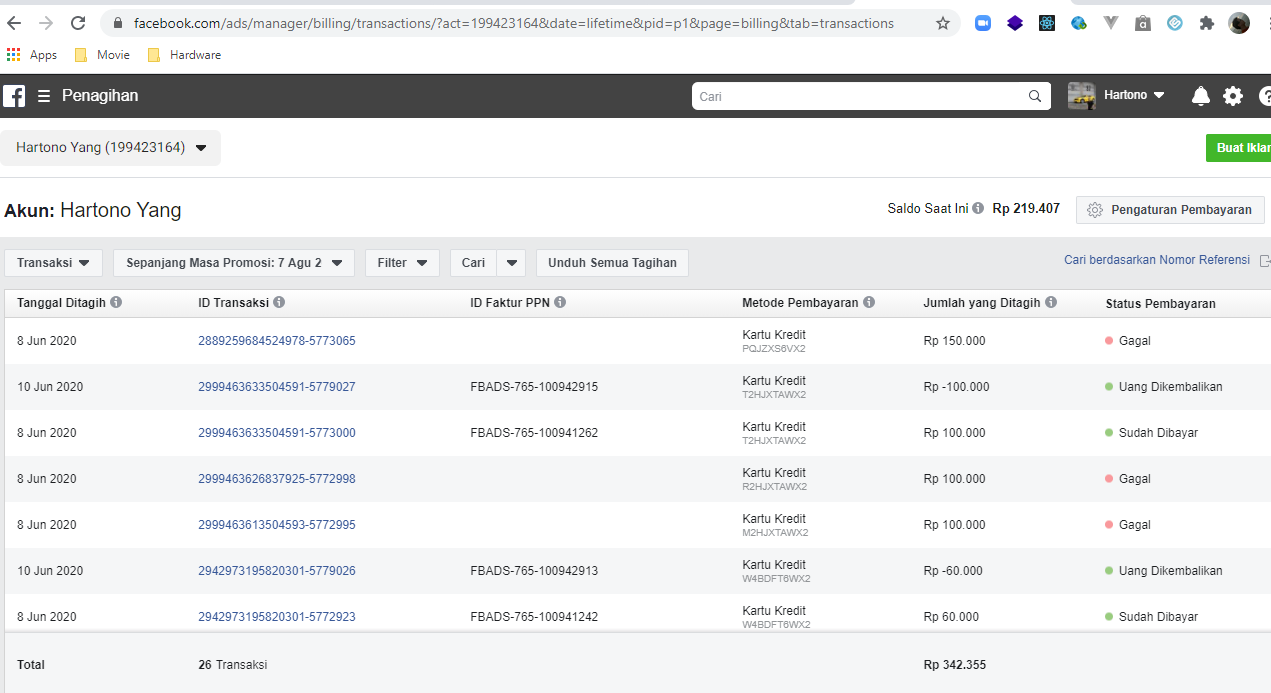 facebook.com/ads/manager/billing/transactions/?act=199423164&date=lifetime&pid=p1&page=billing&tab=transactions
Apps Movie Hardware
Penagihan Cari Hartono
Hartono Yang (199423164) Buat Iklan
Akun: Hartono Yang Saldo Saat Ini Rp 219.407 Pengaturan Pembayaran
Transaksi Sepanjang Masa Promosi: 7 Agu 2 Filter Cari Unduh Semua Tagihan Cari berdasarkan Nomor Referensi
Tanggal Ditagih ID Transaksi ID Faktur PPN Metode Pembayaran Jumlah yang Ditagih Status Pembayaran
8 Jun 2020 2889259684524978-5773065 Kartu Kredit Rp 150.000 Gagal
PQJZXS6VX2
10 Jun 2020 2999463633504591-5779027 FBADS-765-100942915 Kartu Kredit Rp -100.000 Uang Dikembalikan
T2HJXTAWX2
8 Jun 2020 2999463633504591-5773000 FBADS-765-100941262 Kartu Kredit Rp 100.000 Sudah Dibayar
T2HJXTAWX2
8 Jun 2020 2999463626837925-5772998 Kartu Kredit Rp 100.000 Gagal
R2HJXTAWX2
8 Jun 2020 2999463613504593-5772995 Kartu Kredit Rp 100.000 Gagal
M2HJXTAWX2
10 Jun 2020 2942973195820301-5779026 FBADS-765-100942913 Kartu Kredit Rp -60.000 Uang Dikembalikan
W4BDFT6WX2
8 Jun 2020 2942973195820301-5772923 FBADS-765-100941242 Kartu Kredit Rp 60.000 Sudah Dibayar
W4BDFT6WX2
Total 26 Transaksi Rp 342.355